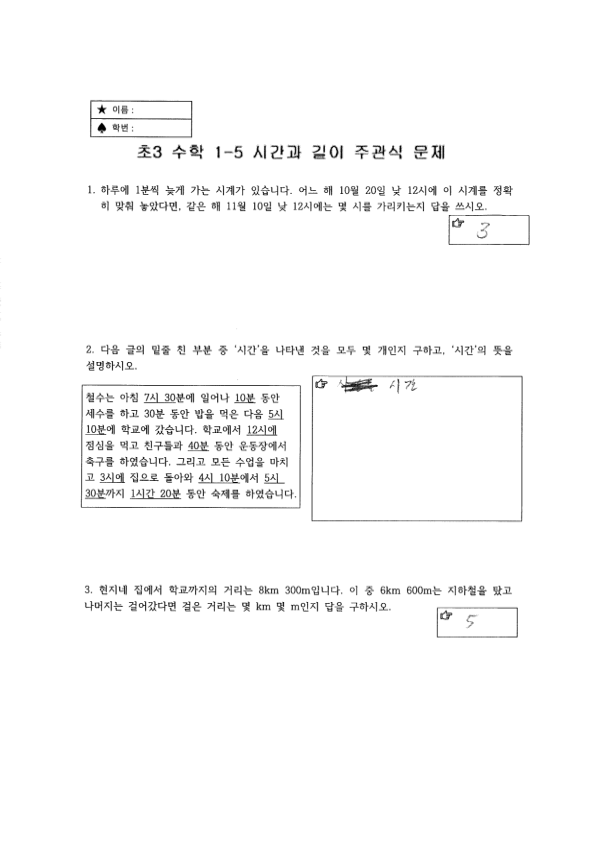 ★ 이름 :
♠ 학번 :
초3 수학 1-5 시간과 길이 주관식 문제
1. 하루에 1분씩 늦게 가는 시계가 있습니다. 어느 해 10월 20일 낮 12시에 이 시계를 정확
히 맞춰 놓았다면, 같은 해 11월 10일 낮 12시에는 몇 시를 가리키는지 답을 쓰시오.
☞ 3
2. 다음 글의 밑줄 친 부분 중 '시간'을 나타낸 것을 모두 몇 개인지 구하고, '시간'의 뜻을
설명하시오.
철수는 아침 7시 30분에 일어나 10분 동안
세수를 하고 30분 동안 밥을 먹은 다음 5시
10분에 학교에 갔습니다. 학교에서 12시에
점심을 먹고 친구들과 40분 동안 운동장에서
축구를 하였습니다. 그리고 모든 수업을 마치
고 3시에 집으로 돌아와 4시 10분에서 5시
30분까지 1시간 20분 동안 숙제를 하였습니다.
☞ 시간
3. 현지네 집에서 학교까지의 거리는 8km 300m입니다. 이 중 6km 600m는 지하철을 탔고
나머지는 걸어갔다면 걸은 거리는 몇 km 몇 m인지 답을 구하시오.
☞ 5